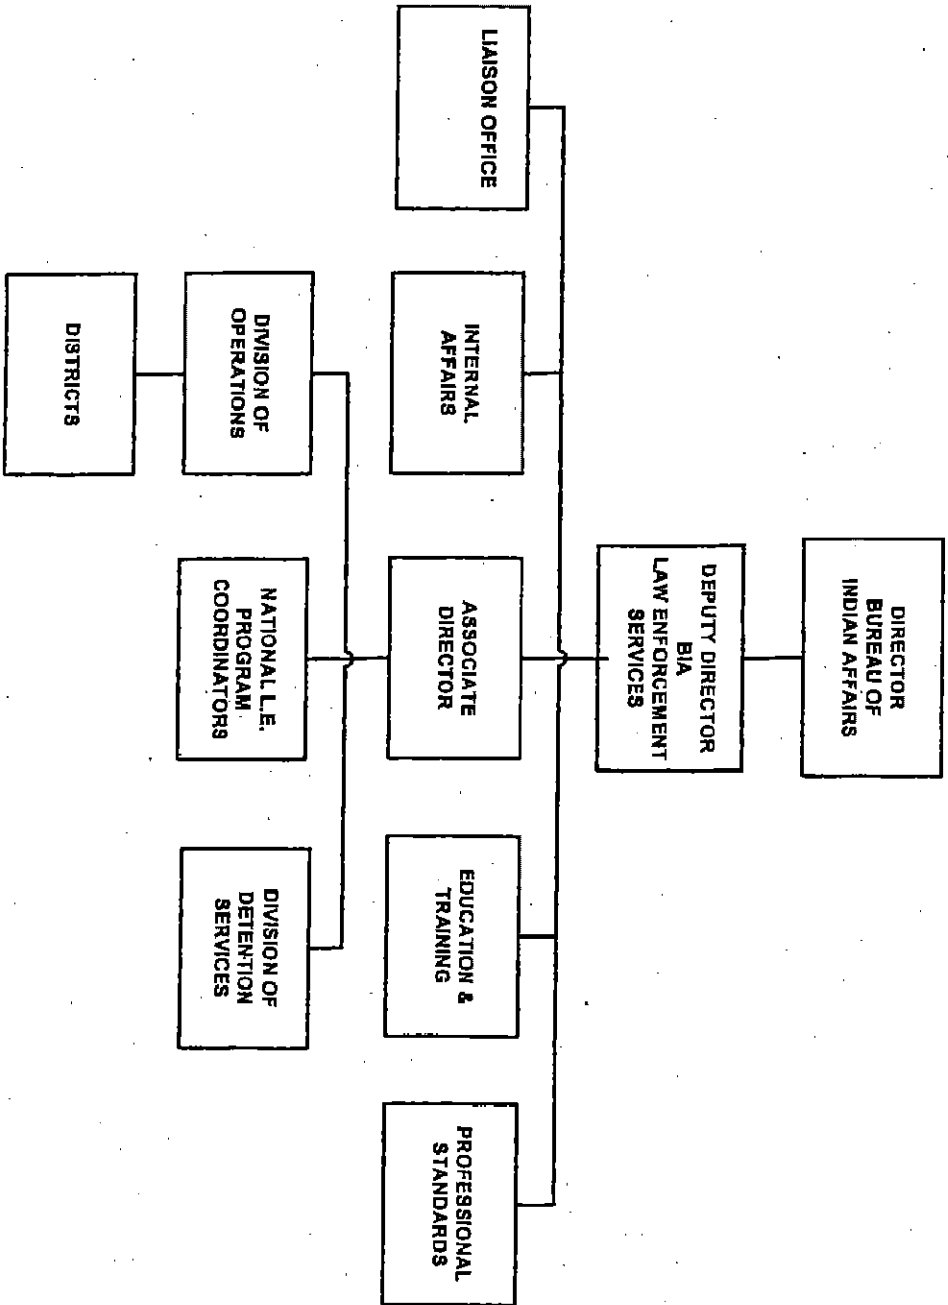 DIRECTOR
BUREAU OF
INDIAN AFFAIRS
DEPUTY DIRECTOR
BIA
LAW ENFORCEMENT
SERVICES
LIAISON OFFICE
INTERNAL
AFFAIRS
ASSOCIATE
DIRECTOR
EDUCATION &
TRAINING
PROFESSIONAL
STANDARDS
DIVISION OF
OPERATIONS
NATIONAL L.E.
PROGRAM
COORDINATORS
DIVISION OF
DETENTION
SERVICES
DISTRICTS